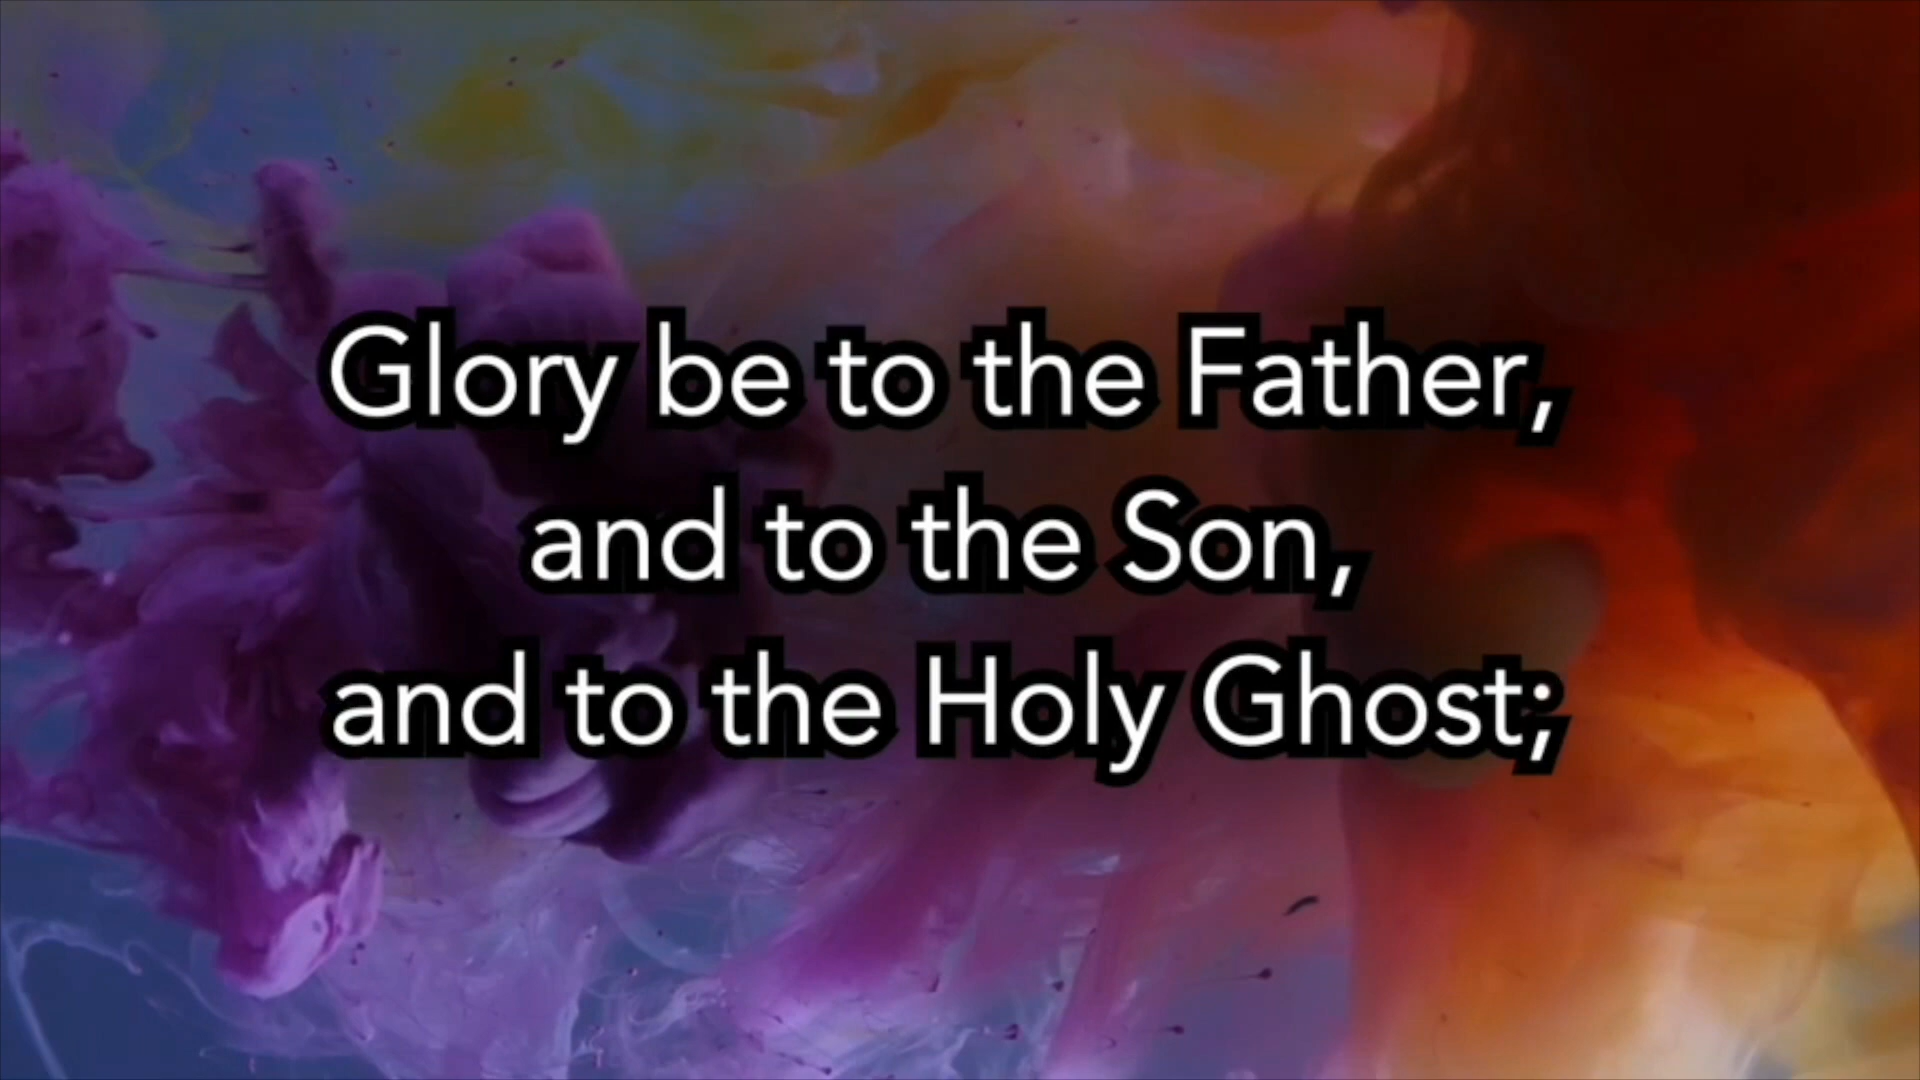 Glory be to the Father,
and to the Son,
and to the Holy Ghost;